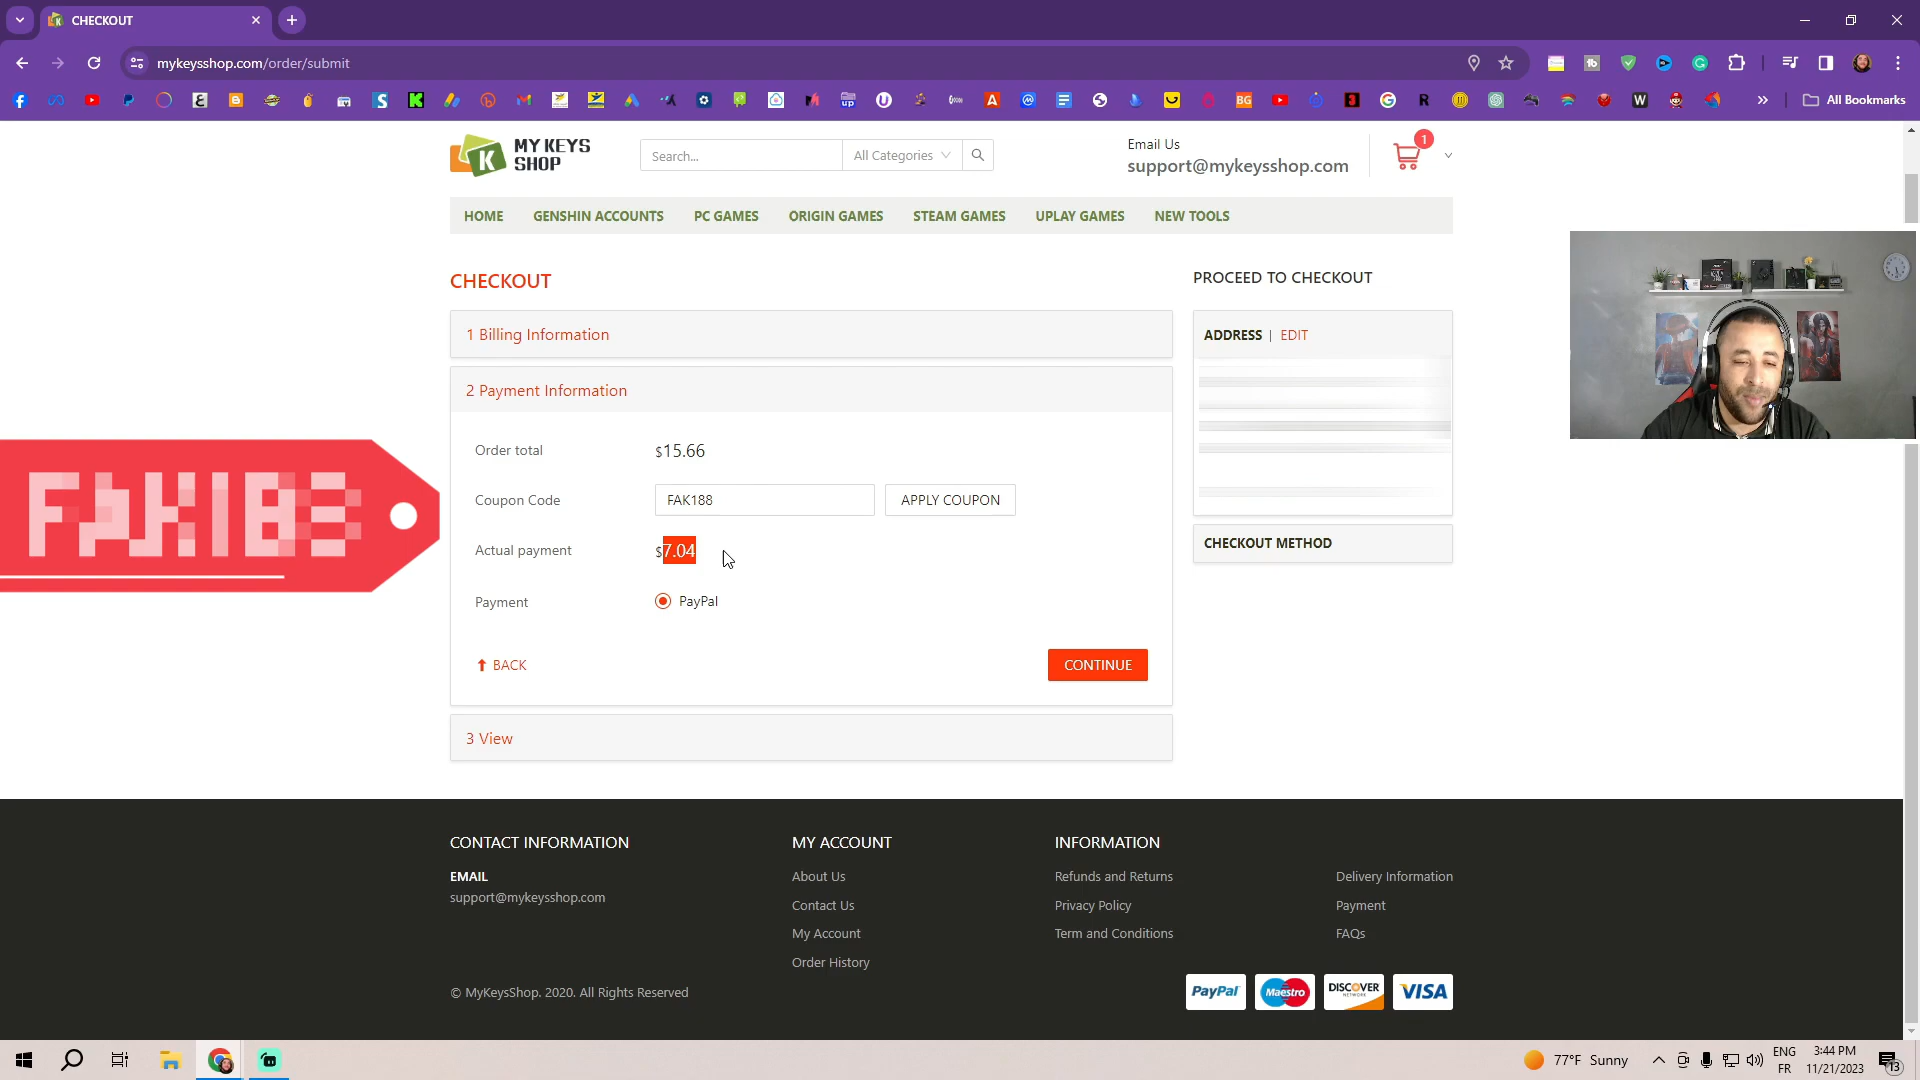 CHECKOUT
mykeysshop.com/order/submit
All Bookmarks
MY KEYS
SHOP
Search...
All Categories
Email Us
support@mykeysshop.com
1
HOME
GENSHIN ACCOUNTS
PC GAMES
ORIGIN GAMES
STEAM GAMES
UPLAY GAMES
NEW TOOLS
CHECKOUT
PROCEED TO CHECKOUT
1 Billing Information
ADDRESS | EDIT
2 Payment Information
Order total
$15.66
Coupon Code
FAK188
APPLY COUPON
Actual payment
$7.04
CHECKOUT METHOD
Payment
PayPal
BACK
CONTINUE
3 View
CONTACT INFORMATION
EMAIL
support@mykeysshop.com
MY ACCOUNT
About Us
Contact Us
My Account
Order History
INFORMATION
Refunds and Returns
Privacy Policy
Term and Conditions
Delivery Information
Payment
FAQs
© MyKeysShop. 2020. All Rights Reserved
PayPal
Maestro
DISCOVER
NETWORK
VISA
77°F Sunny
ENG
FR
3:44 PM
11/21/2023
13